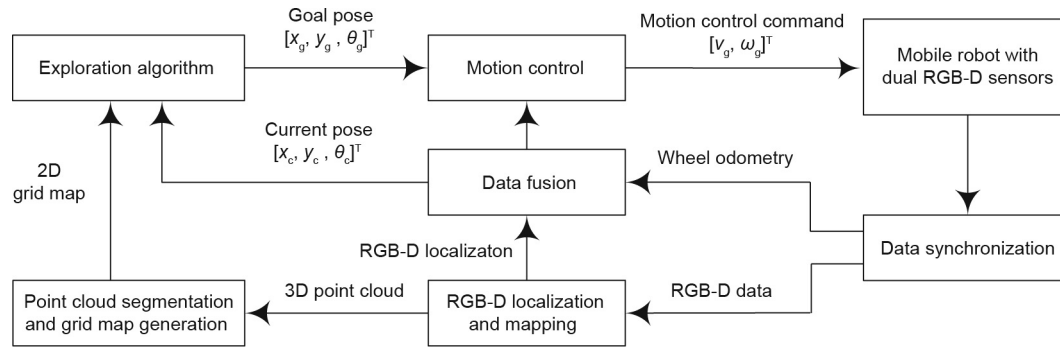 Goal pose
[x_g, y_g , θ_g]^T
Motion control command
[v_g, ω_g]^T
Exploration algorithm
Motion control
Mobile robot with
dual RGB-D sensors
Current pose
[x_c, y_c , θ_c]^T
2D
grid map
Data fusion
Wheel odometry
Data synchronization
RGB-D localizaton
Point cloud segmentation
and grid map generation
3D point cloud
RGB-D localization
and mapping
RGB-D data